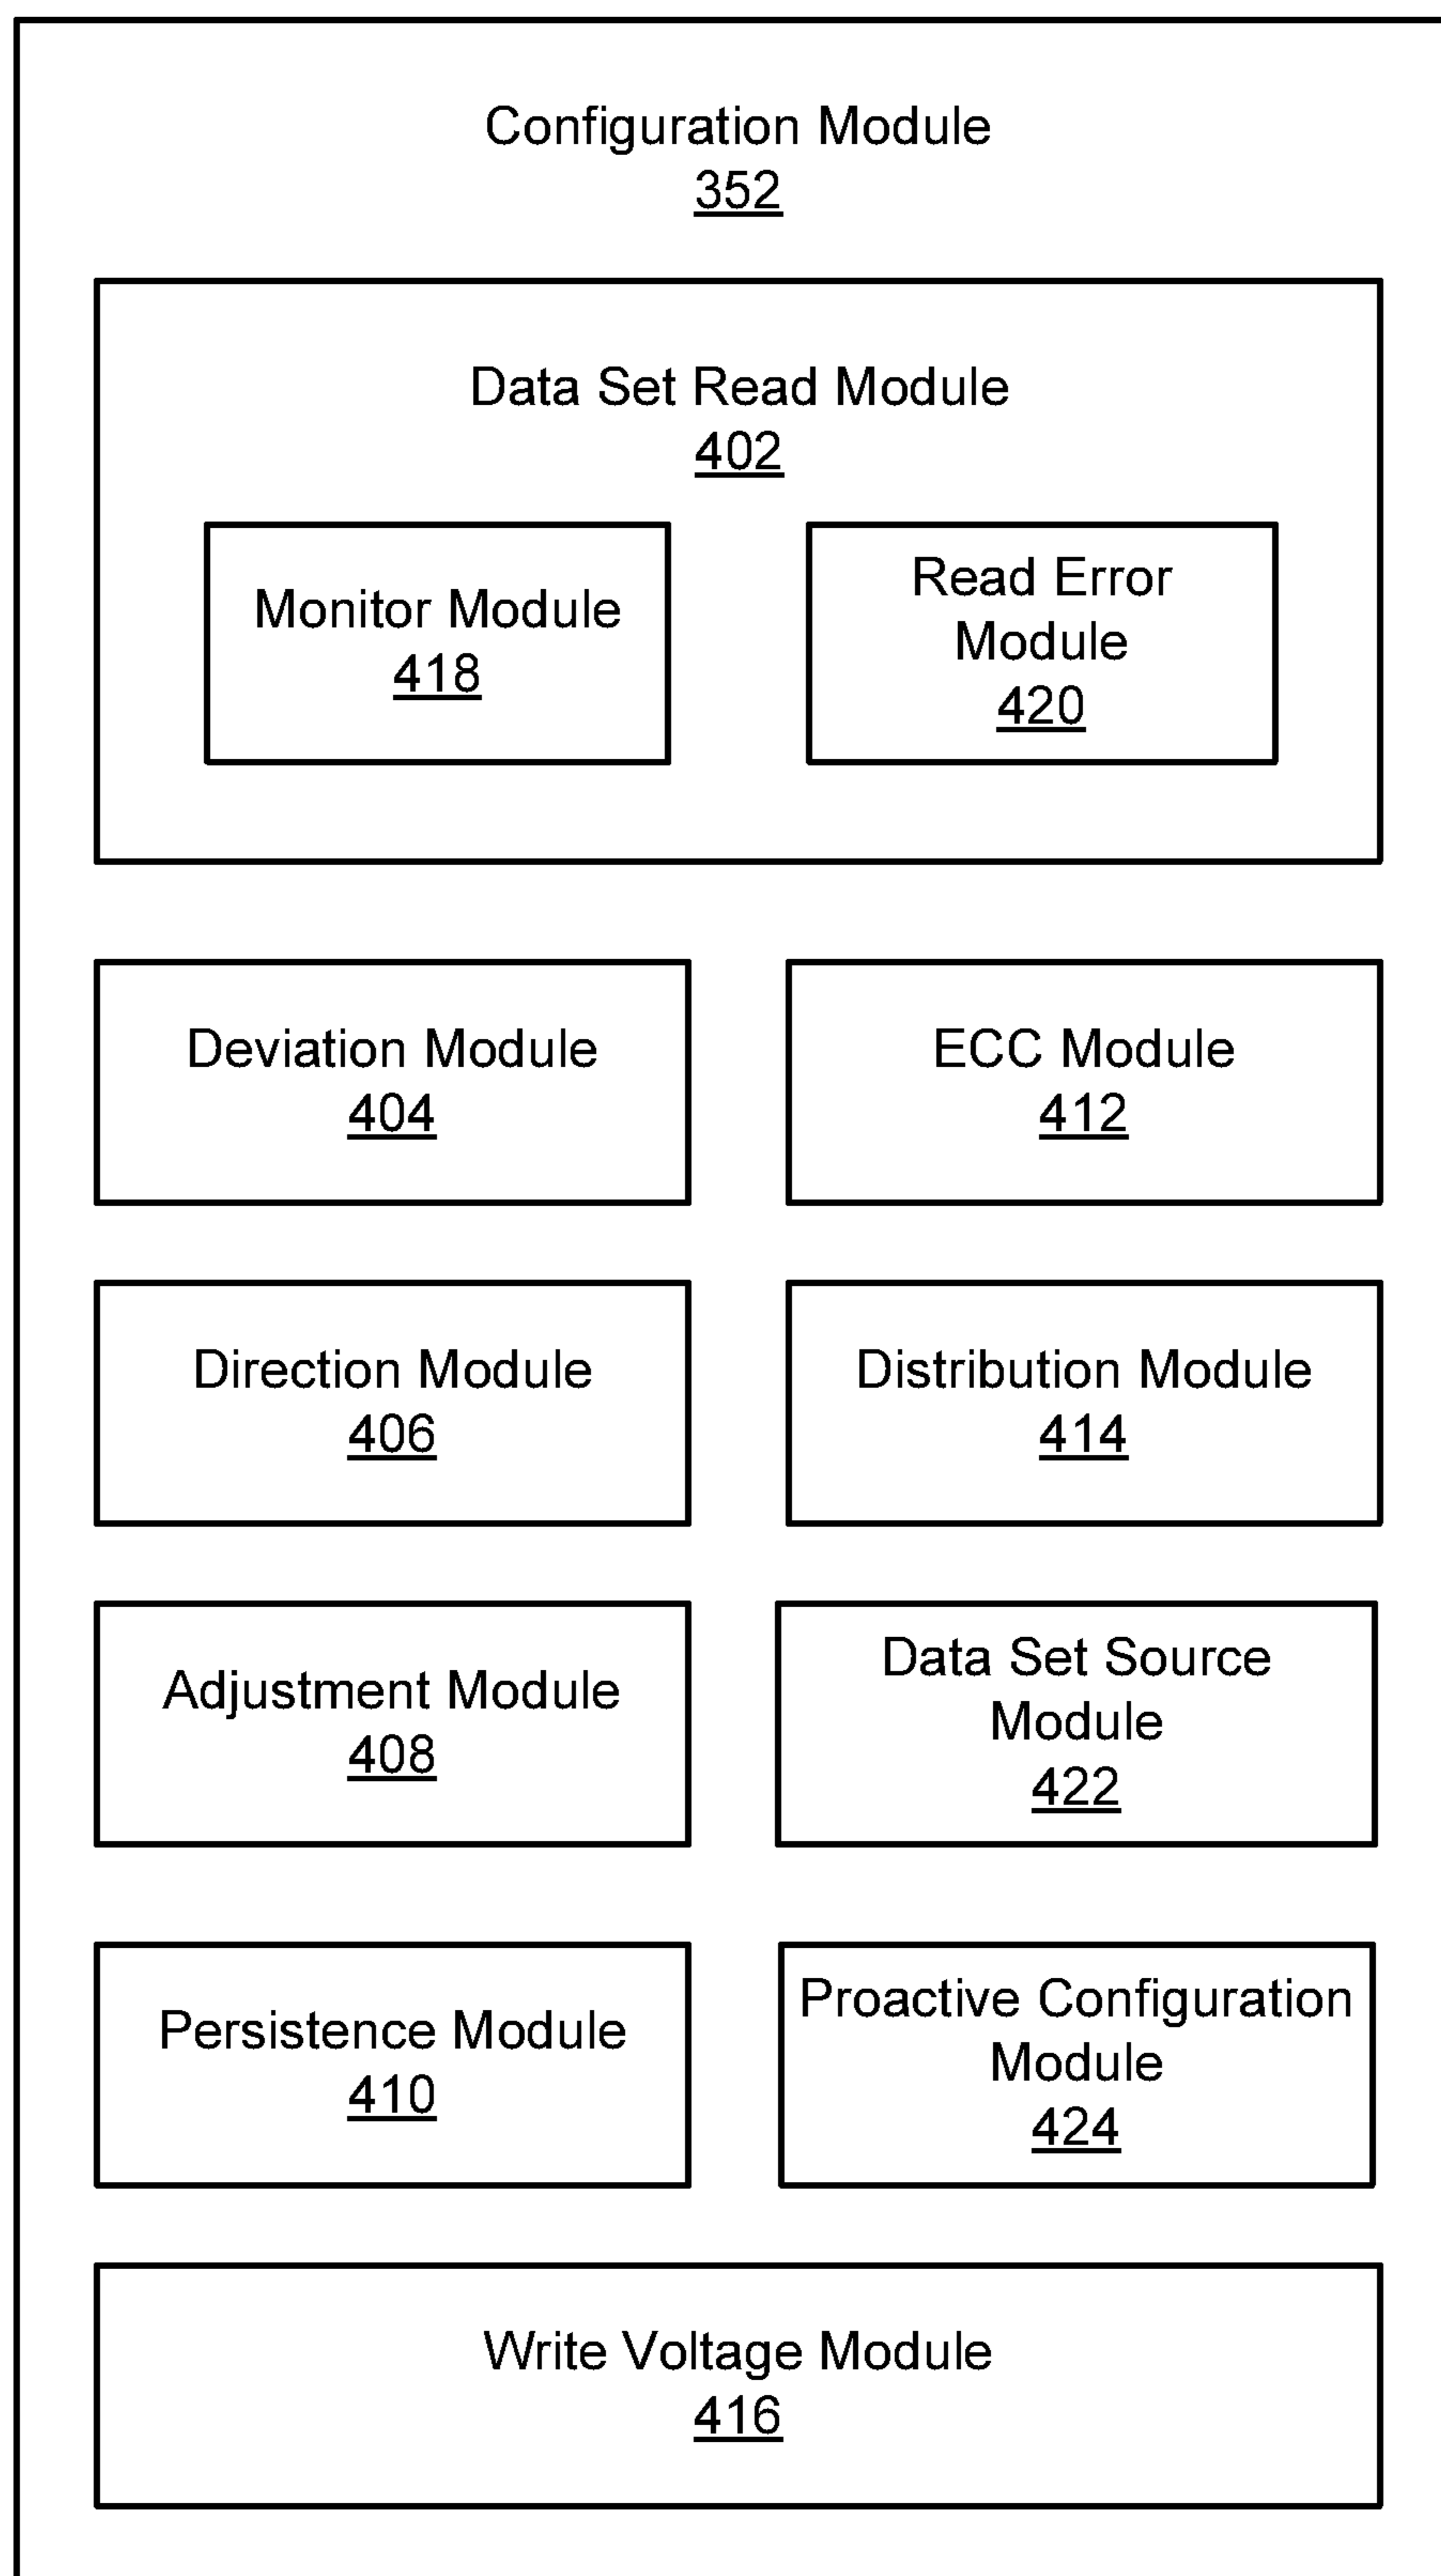 Configuration Module
352
Data Set Read Module
402
Monitor Module
418
Read Error
Module
420
Deviation Module
404
ECC Module
412
Direction Module
406
Distribution Module
414
Adjustment Module
408
Data Set Source
Module
422
Persistence Module
410
Proactive Configuration
Module
424
Write Voltage Module
416